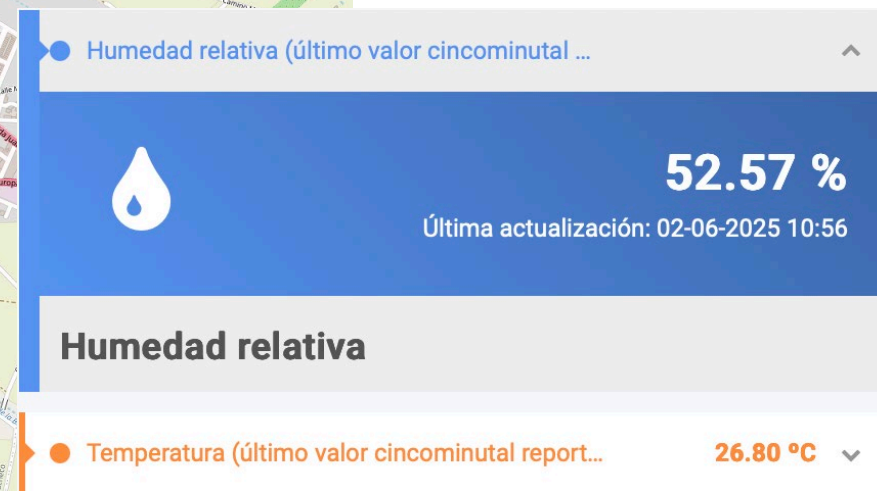 Humedad relativa (último valor cincominutal ...
52.57 %
Última actualización: 02-06-2025 10:56
Humedad relativa
Temperatura (último valor cincominutal report... 26.80 ºC